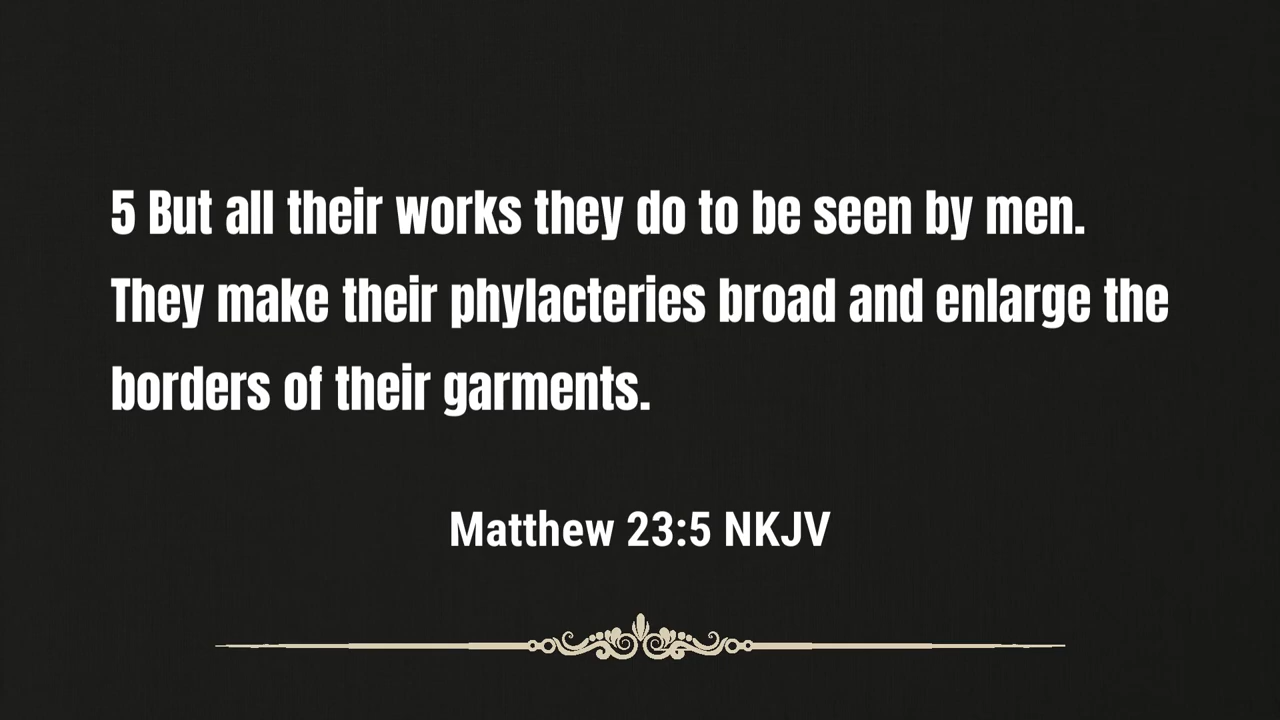 5 But all their works they do to be seen by men.
They make their phylacteries broad and enlarge the
borders of their garments.
Matthew 23:5 NKJV